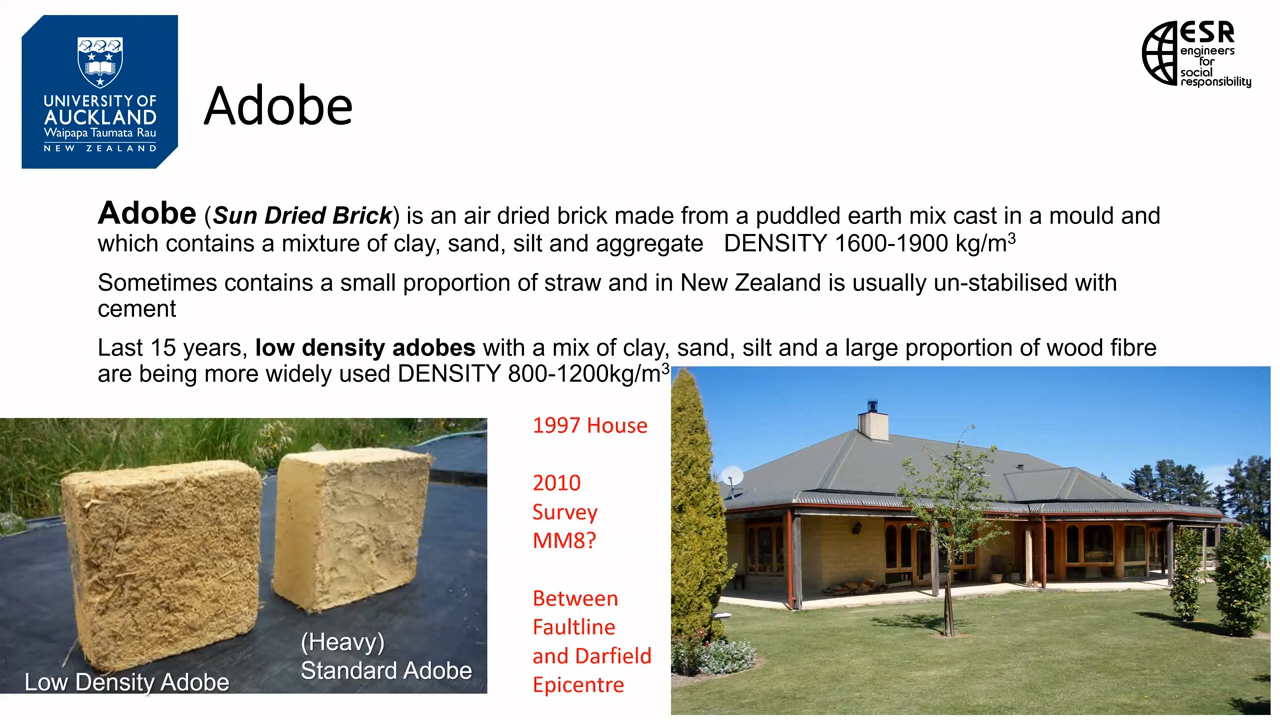 UNIVERSITY OF
AUCKLAND
Waipapa Taumata Rau
NEW ZEALAND
Adobe
ESR
engineers
for
social
responsibility
Adobe (Sun Dried Brick) is an air dried brick made from a puddled earth mix cast in a mould and
which contains a mixture of clay, sand, silt and aggregate DENSITY 1600-1900 kg/m³
Sometimes contains a small proportion of straw and in New Zealand is usually un-stabilised with
cement
Last 15 years, low density adobes with a mix of clay, sand, silt and a large proportion of wood fibre
are being more widely used DENSITY 800-1200kg/m³
Low Density Adobe
(Heavy)
Standard Adobe
1997 House
2010
Survey
MM8?
Between
Faultline
and Darfield
Epicentre